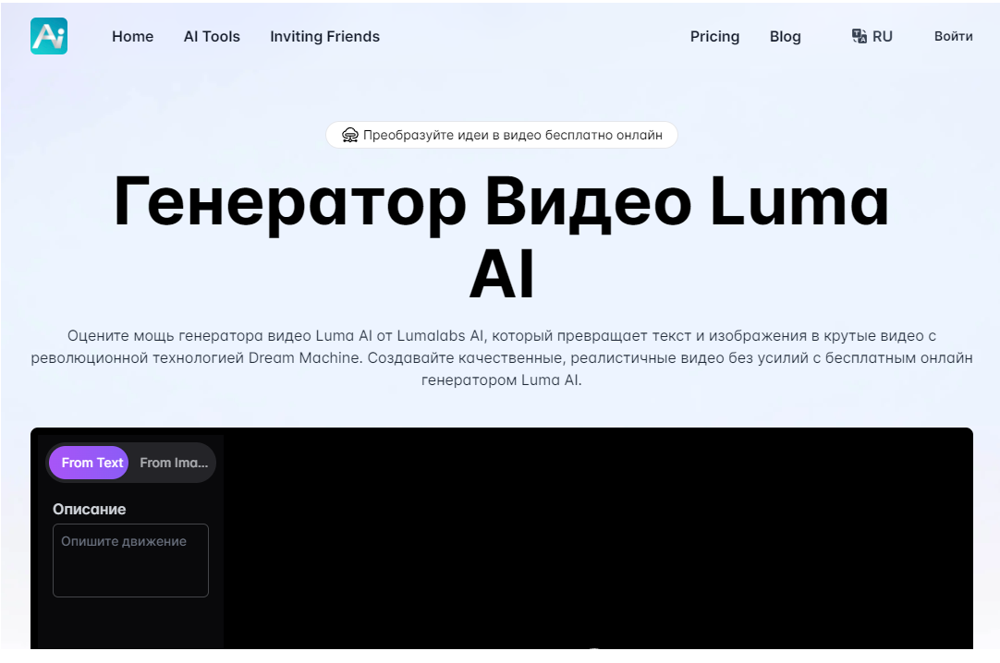 Ai
Home AI Tools Inviting Friends Pricing Blog RU Войти
Преобразуйте идеи в видео бесплатно онлайн
Генератор Видео Luma
AI
Оцените мощь генератора видео Luma AI от Lumalabs AI, который превращает текст и изображения в крутые видео с
революционной технологией Dream Machine. Создавайте качественные, реалистичные видео без усилий с бесплатным онлайн
генератором Luma AI.
From Text From Ima...
Описание
Опишите движение